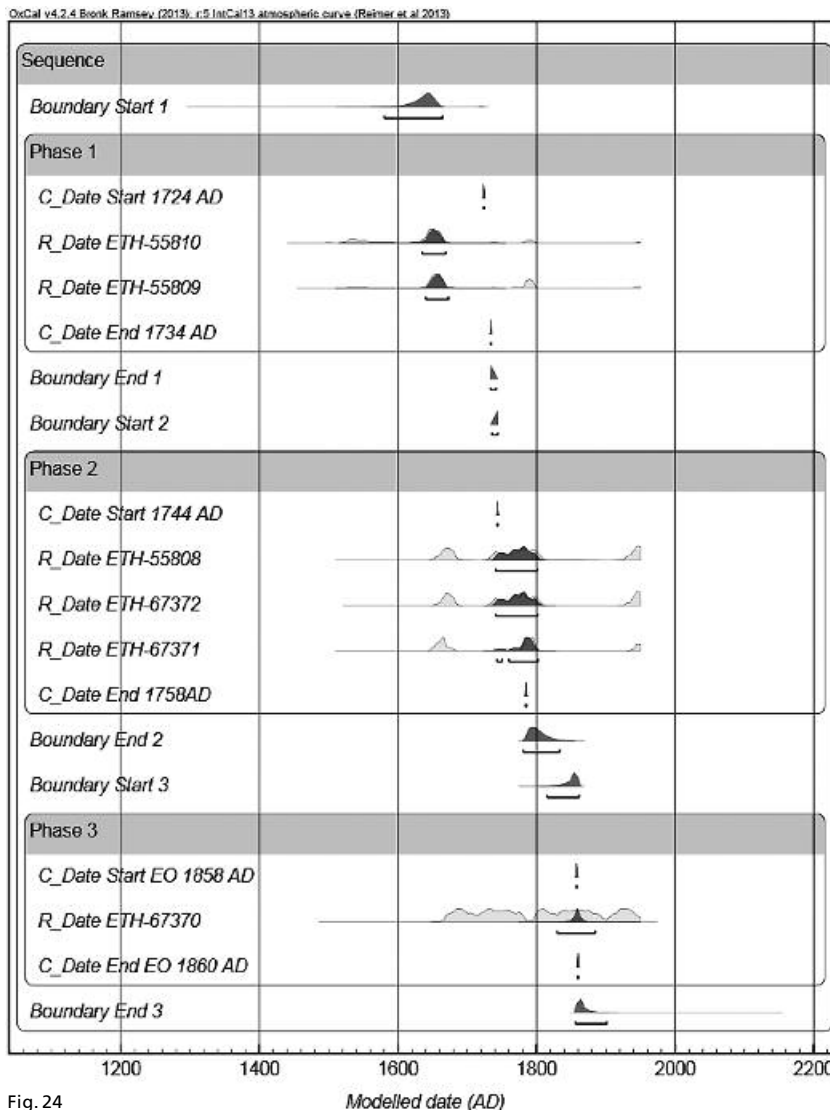 OxCal v4.2.4 Bronk Ramsey (2013); r:5 IntCal13 atmospheric curve (Reimer et al 2013)
Sequence
Boundary Start 1
Phase 1
C_Date Start 1724 AD
R_Date ETH-55810
R_Date ETH-55809
C_Date End 1734 AD
Boundary End 1
Boundary Start 2
Phase 2
C_Date Start 1744 AD
R_Date ETH-55808
R_Date ETH-67372
R_Date ETH-67371
C_Date End 1758AD
Boundary End 2
Boundary Start 3
Phase 3
C_Date Start EO 1858 AD
R_Date ETH-67370
C_Date End EO 1860 AD
Boundary End 3
1200 1400 1600 1800 2000 2200
Fig. 24 Modelled date (AD)